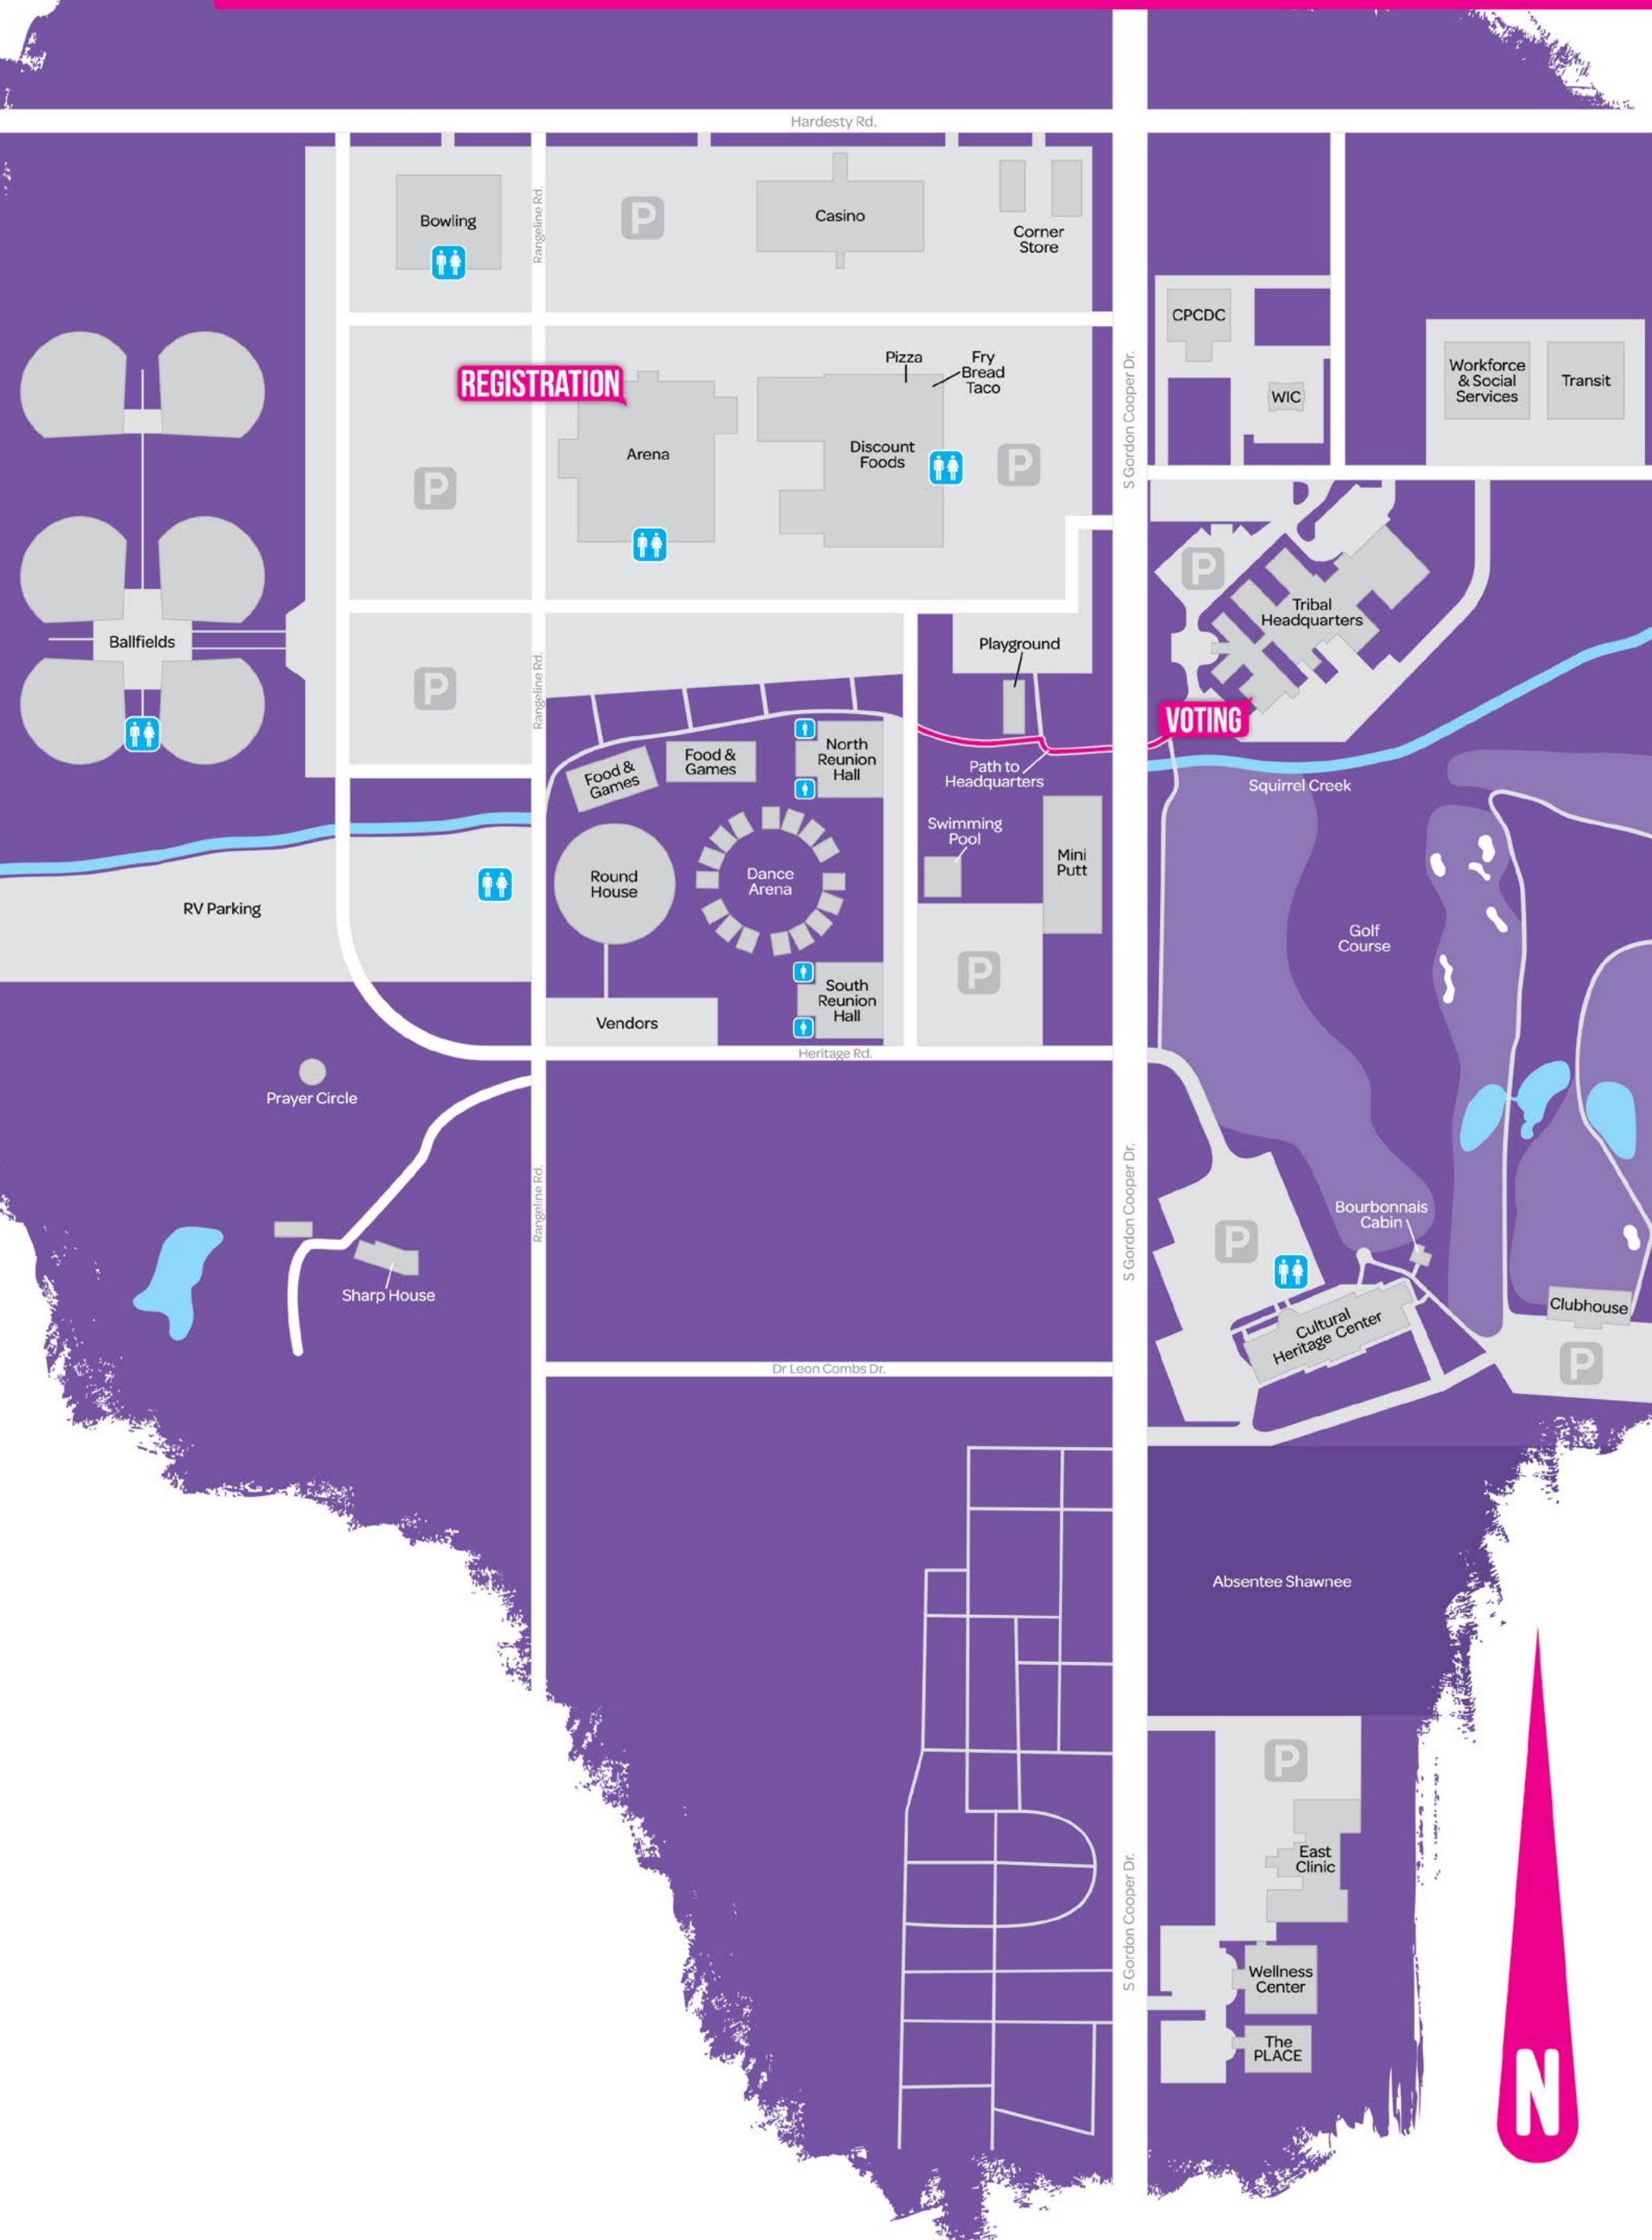 Hardesty Rd.
Bowling
Rangeline Rd.
P
Casino
Corner
Store
CPCDC
WIC
Workforce
& Social
Services
Transit
S Gordon Cooper Dr.
REGISTRATION
Pizza
Fry
Bread
Taco
Arena
Discount
Foods
P
P
P
Tribal
Headquarters
Ballfields
Playground
P
Rangeline Rd.
VOTING
Food &
Games
Food &
Games
North
Reunion
Hall
Path to
Headquarters
Squirrel Creek
Swimming
Pool
Mini
Putt
Round
House
Dance
Arena
RV Parking
Golf
Course
P
South
Reunion
Hall
Vendors
Heritage Rd.
Prayer Circle
Rangeline Rd.
S Gordon Cooper Dr.
Bourbonnais
Cabin
P
Sharp House
Cultural
Heritage Center
Clubhouse
P
Dr Leon Combs Dr.
Absentee Shawnee
P
East
Clinic
S Gordon Cooper Dr.
Wellness
Center
The
PLACE
N